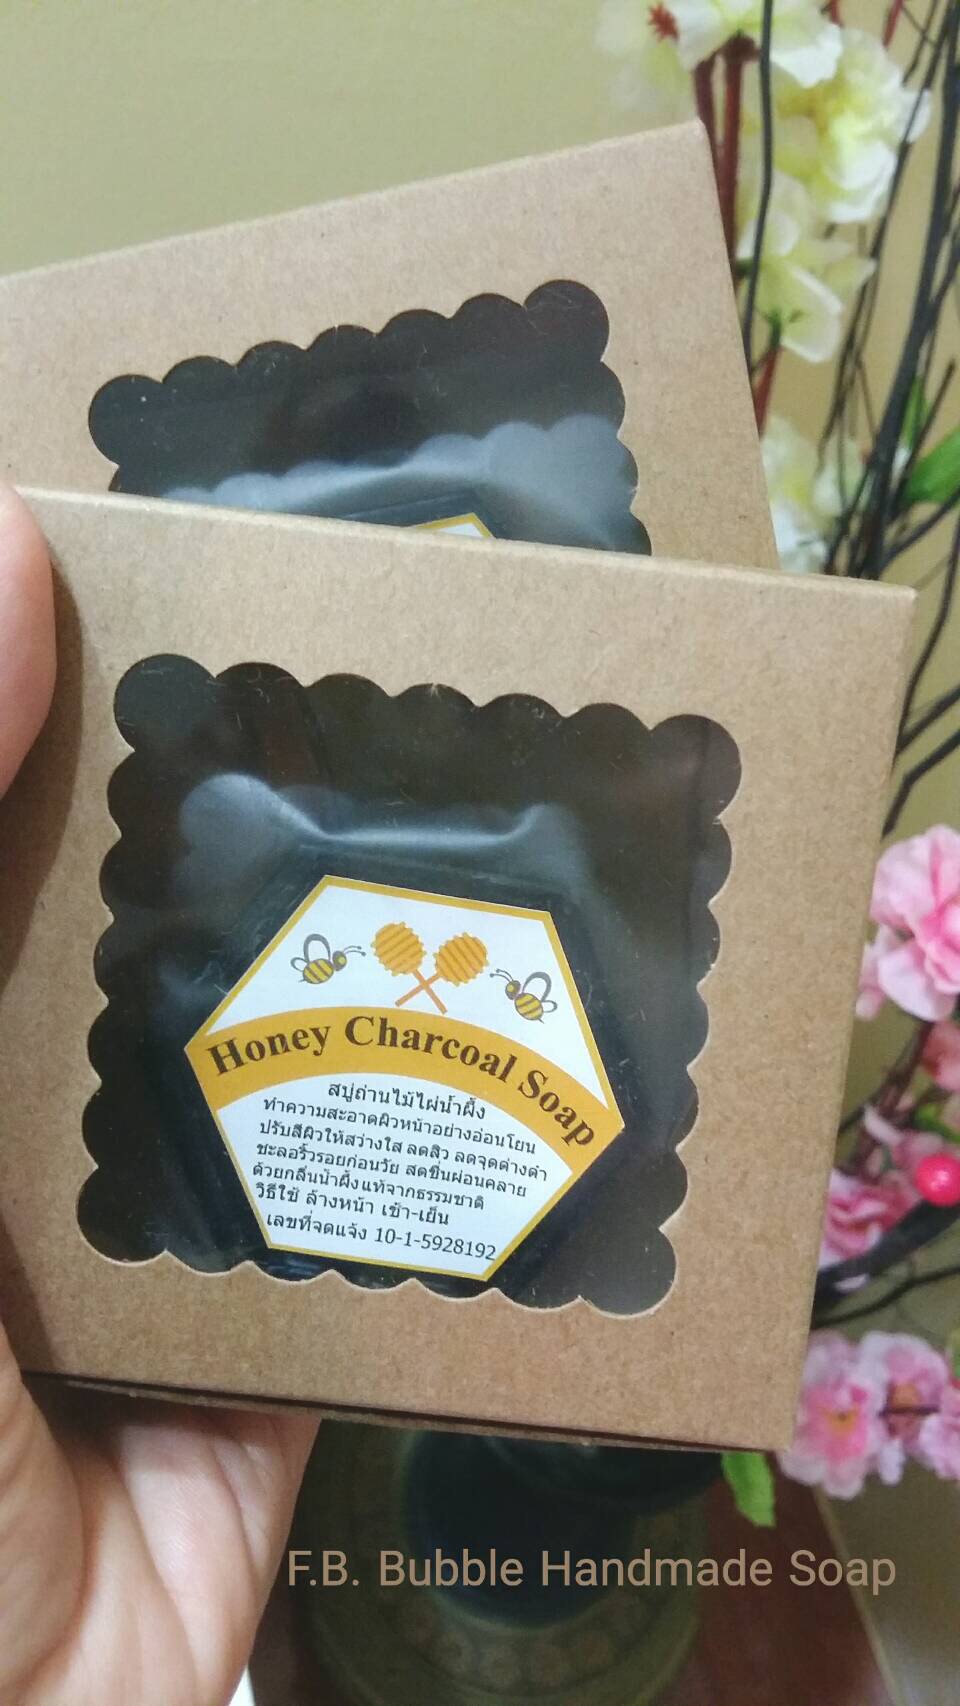 Honey Charcoal Soap
สบู่ถ่านไม้ไผ่น้ำผึ้ง
ทำความสะอาดผิวหน้าอย่างอ่อนโยน
ปรับสีผิวให้สว่างใส ลดสิว ลดจุดด่างดำ
ชะลอริ้วรอยก่อนวัย สดชื่นผ่อนคลาย
ด้วยกลิ่นน้ำผึ้งแท้จากธรรมชาติ
วิธีใช้ ล้างหน้า เช้า-เย็น
เลขที่จดแจ้ง 10-1-5928192
F.B. Bubble Handmade Soap